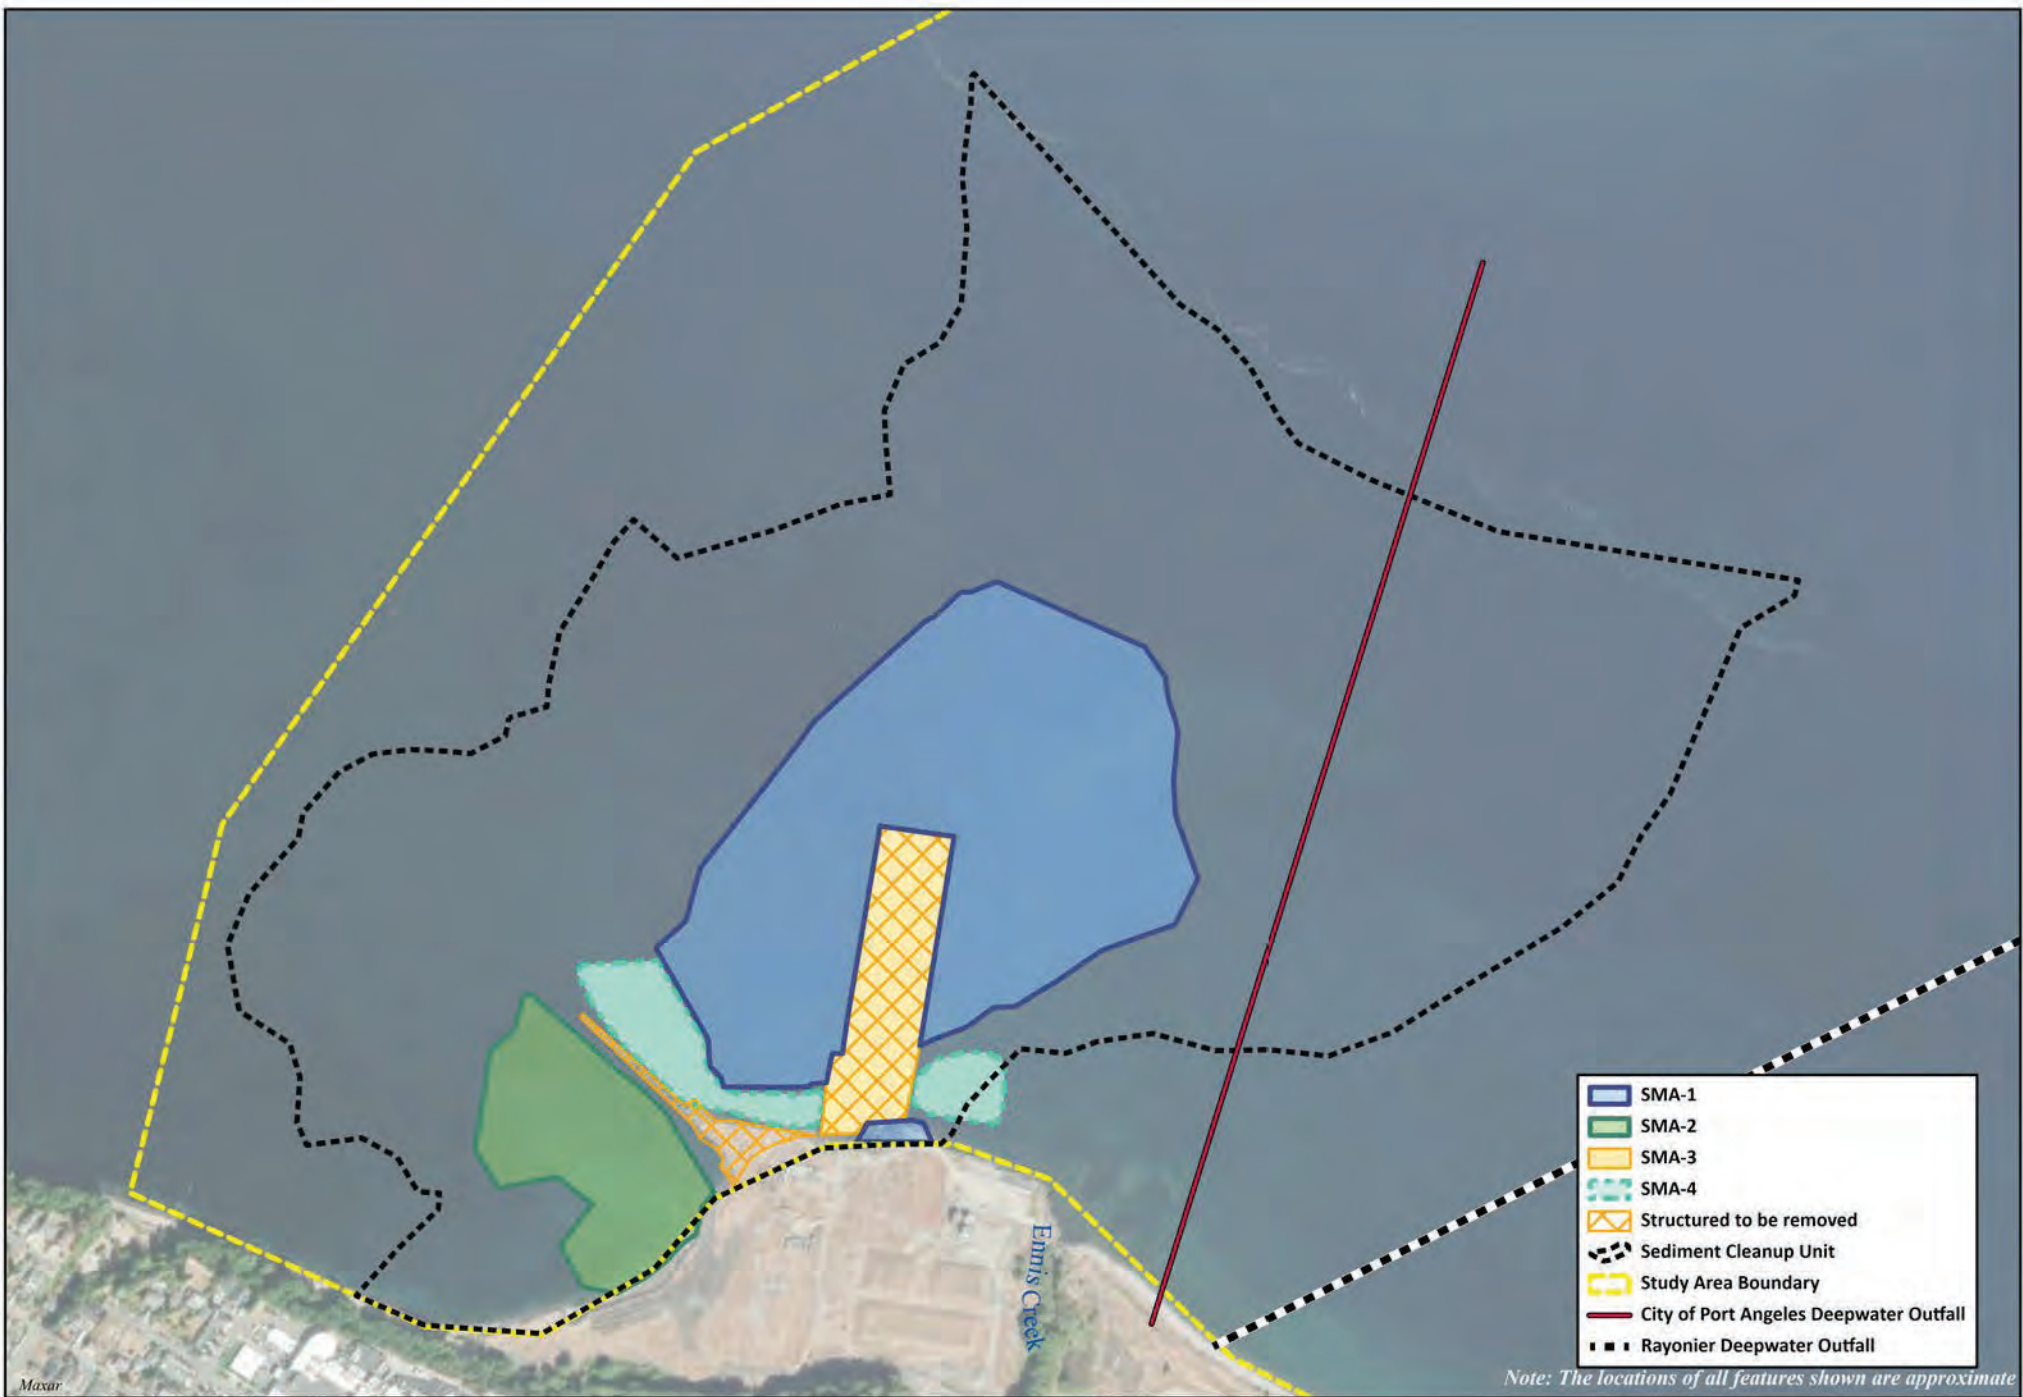 Ennis Creek
SMA-1
SMA-2
SMA-3
SMA-4
Structured to be removed
Sediment Cleanup Unit
Study Area Boundary
City of Port Angeles Deepwater Outfall
Rayonier Deepwater Outfall
Maxar
Note: The locations of all features shown are approximate